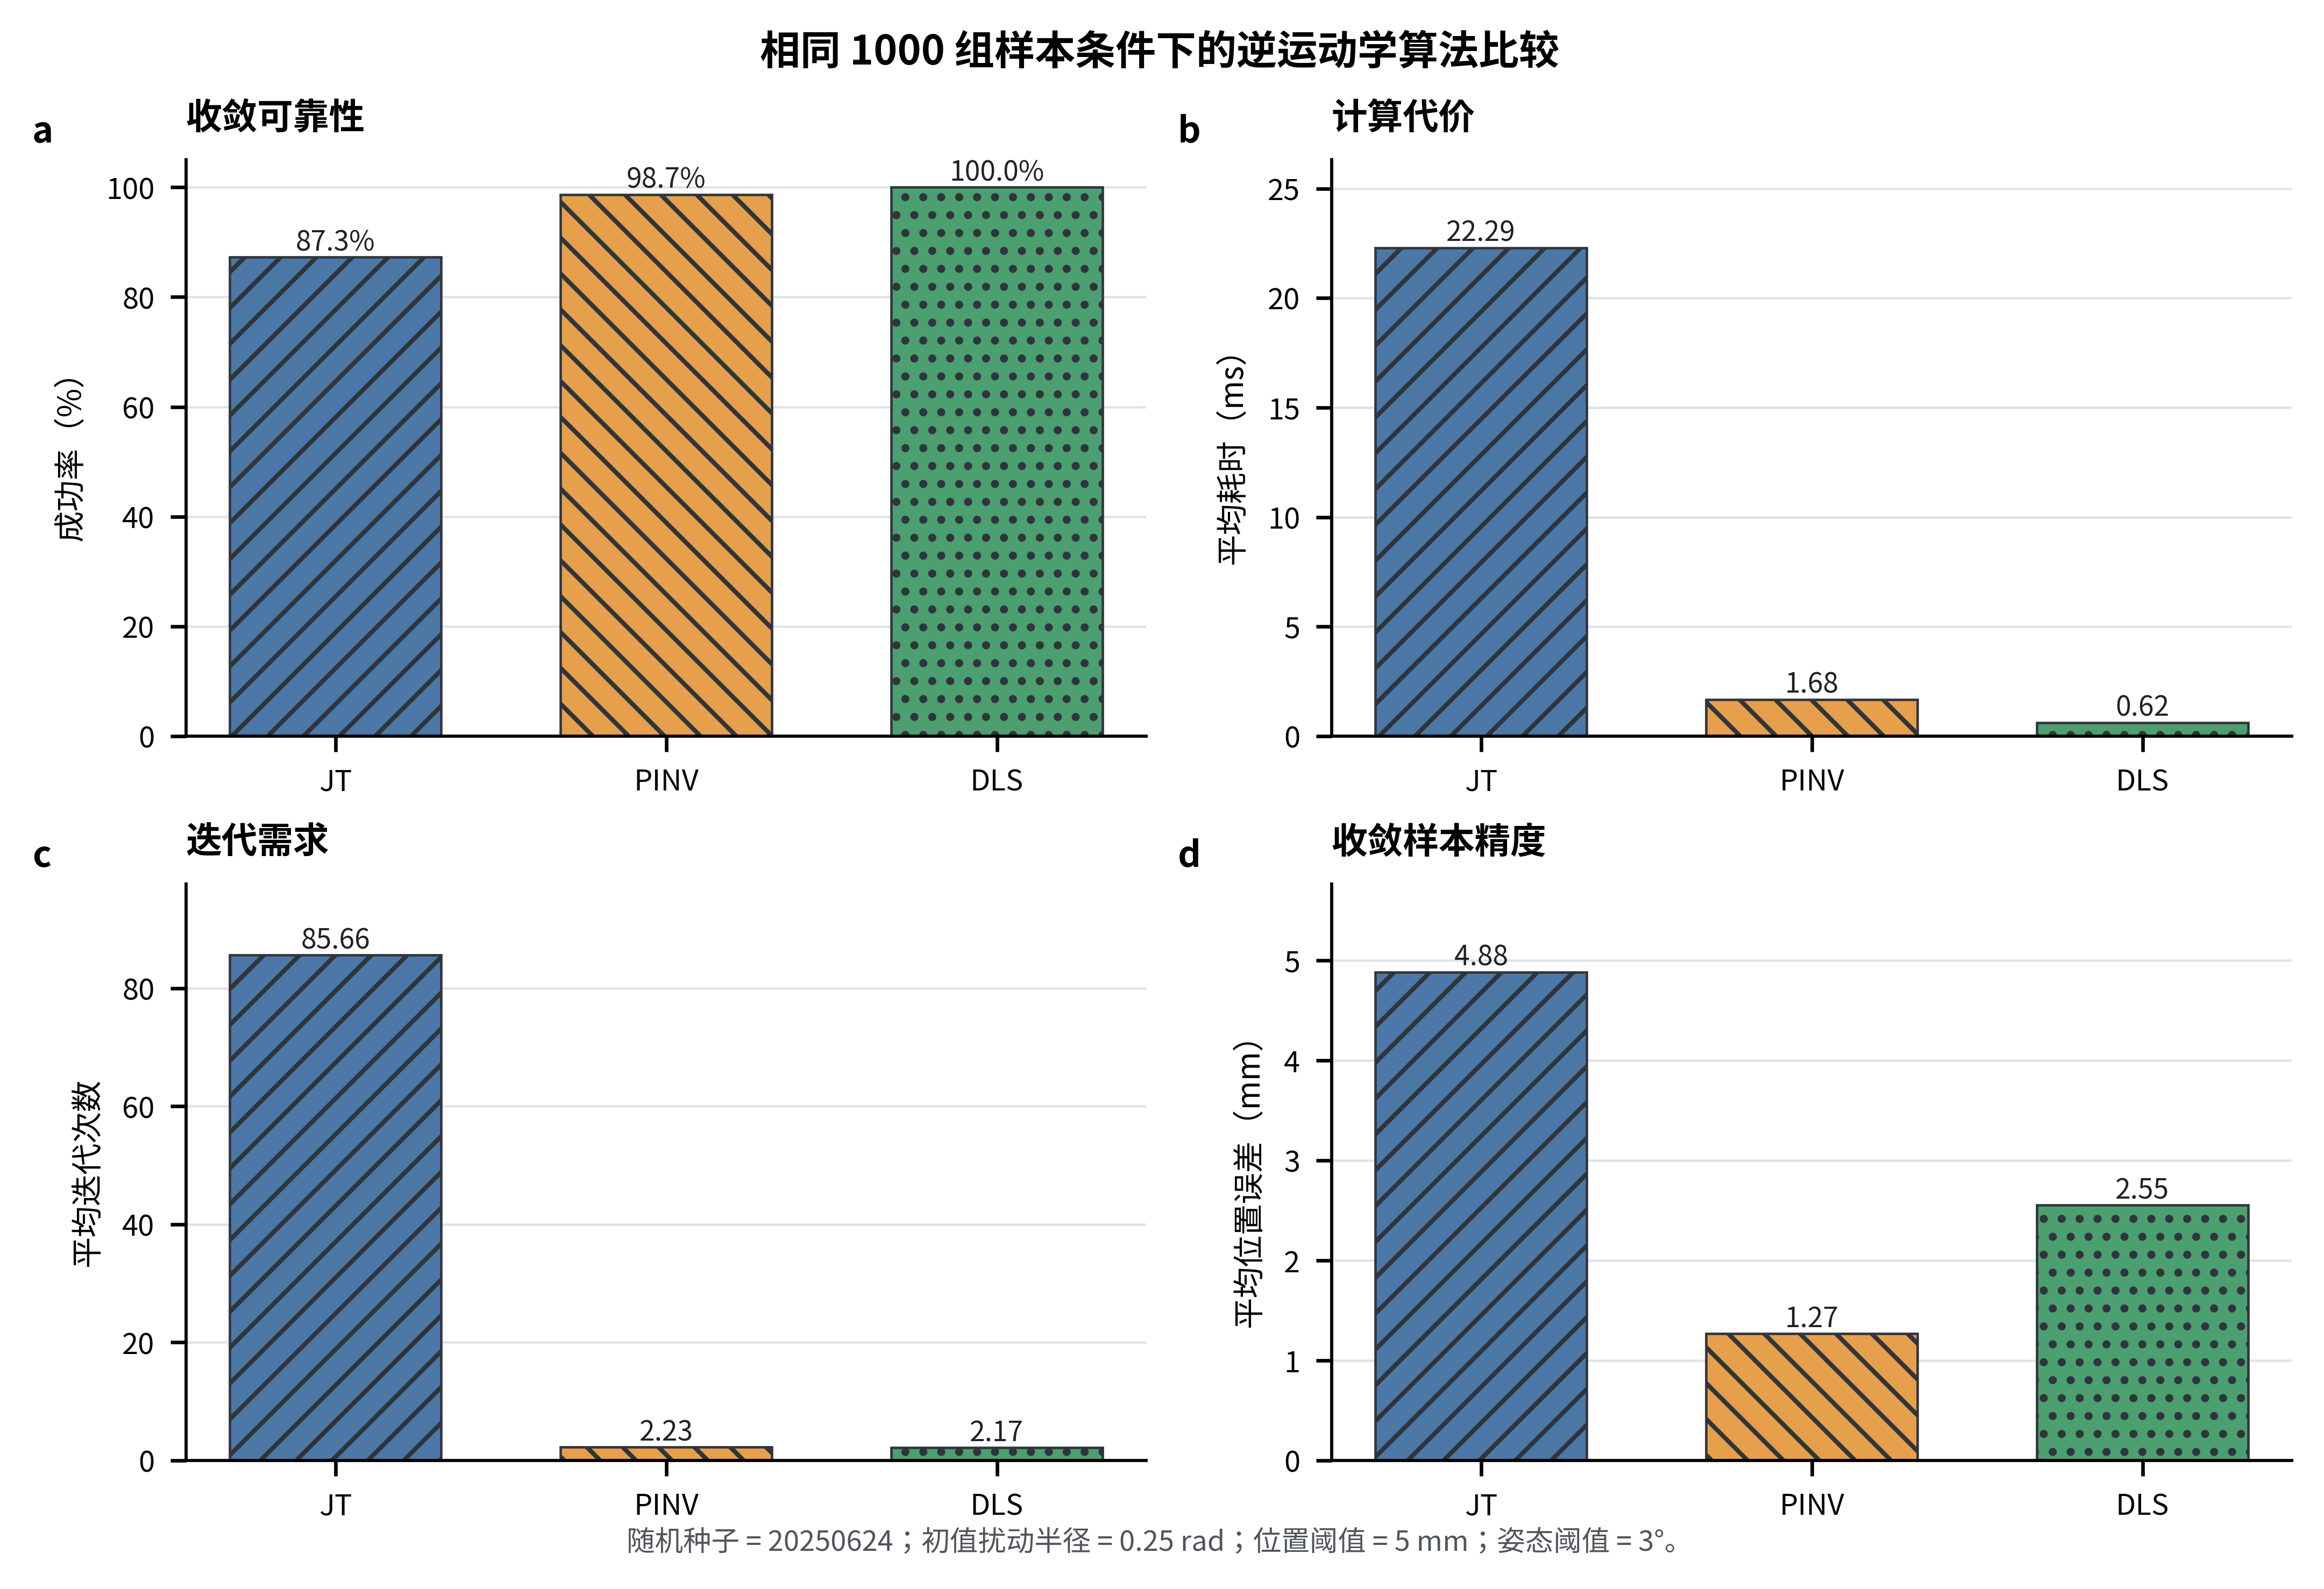 相同 1000 组样本条件下的逆运动学算法比较
a
收敛可靠性
成功率（%）
100
80
60
40
20
0
87.3%
98.7%
100.0%
JT
PINV
DLS
b
计算代价
平均耗时（ms）
25
20
15
10
5
0
22.29
1.68
0.62
JT
PINV
DLS
c
迭代需求
平均迭代次数
80
60
40
20
0
85.66
2.23
2.17
JT
PINV
DLS
d
收敛样本精度
平均位置误差（mm）
5
4
3
2
1
0
4.88
1.27
2.55
JT
PINV
DLS
随机种子 = 20250624；初值扰动半径 = 0.25 rad；位置阈值 = 5 mm；姿态阈值 = 3°。